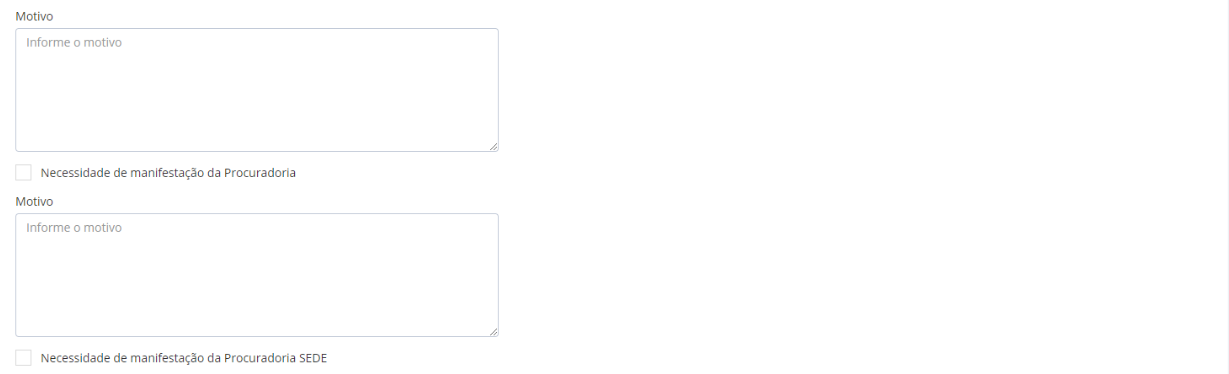 Motivo
Informe o motivo
Necessidade de manifestação da Procuradoria
Motivo
Informe o motivo
Necessidade de manifestação da Procuradoria SEDE